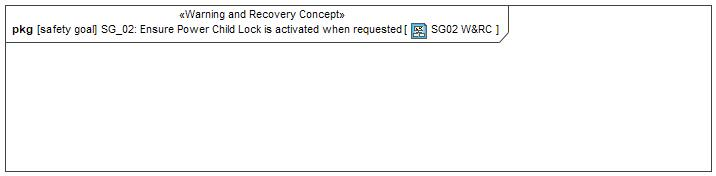 «Warning and Recovery Concept»
pkg [safety goal] SG_02: Ensure Power Child Lock is activated when requested [ SG02 W&RC ]